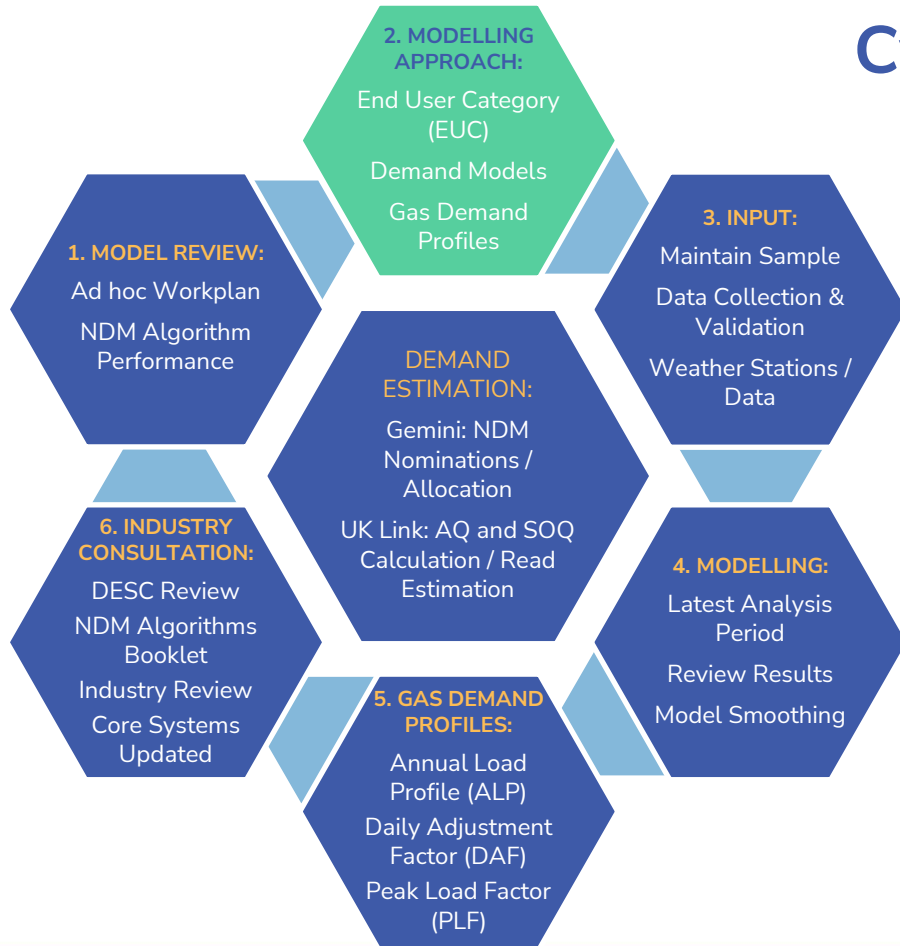 2. MODELLING
APPROACH:
End User Category
(EUC)
Demand Models
Gas Demand
Profiles
1. MODEL REVIEW:
Ad hoc Workplan
NDM Algorithm
Performance
3. INPUT:
Maintain Sample
Data Collection &
Validation
Weather Stations /
Data
DEMAND
ESTIMATION:
Gemini: NDM
Nominations /
Allocation
UK Link: AQ and SOQ
Calculation / Read
Estimation
6. INDUSTRY
CONSULTATION:
DESC Review
NDM Algorithms
Booklet
Industry Review
Core Systems
Updated
4. MODELLING:
Latest Analysis
Period
Review Results
Model Smoothing
5. GAS DEMAND
PROFILES:
Annual Load
Profile (ALP)
Daily Adjustment
Factor (DAF)
Peak Load Factor
(PLF)